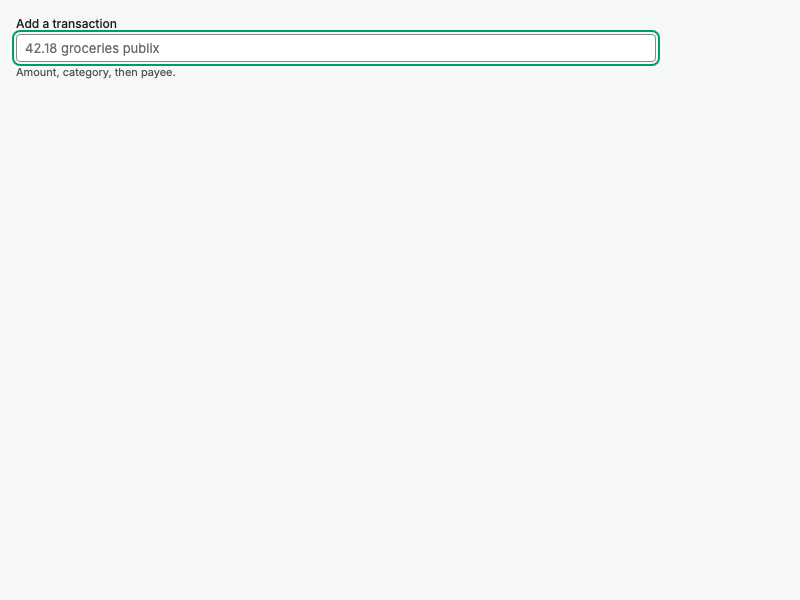 Add a transaction
42.18 groceries publix
Amount, category, then payee.